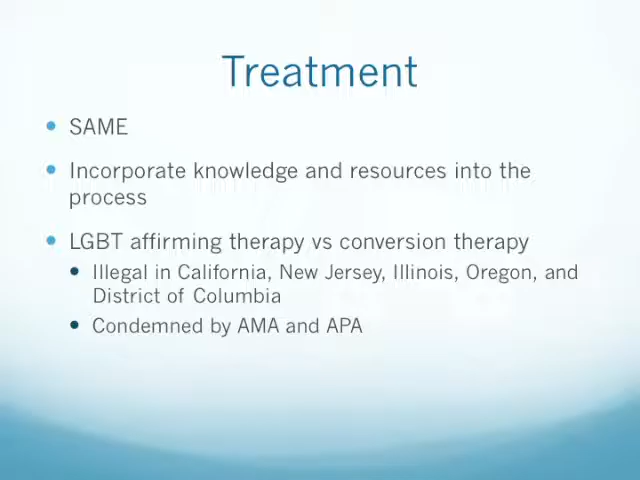 Treatment
SAME
Incorporate knowledge and resources into the
process
LGBT affirming therapy vs conversion therapy
Illegal in California, New Jersey, Illinois, Oregon, and
District of Columbia
Condemned by AMA and APA